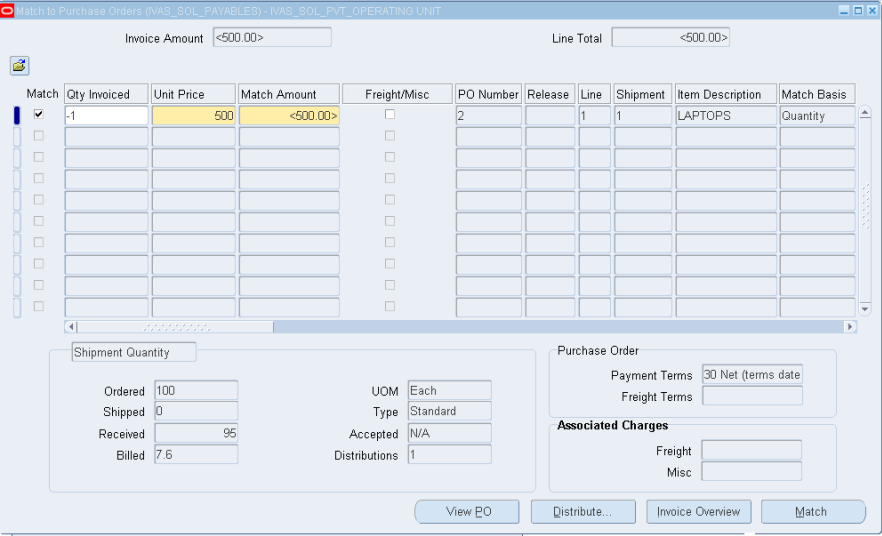 Match to Purchase Orders (IVAS_SOL_PAYABLES) - IVAS_SOL_PVT_OPERATING UNIT
Invoice Amount <500.00> Line Total <500.00>
Match Qty Invoiced Unit Price Match Amount Freight/Misc PO Number Release Line Shipment Item Description Match Basis
-1 500 <500.00> 2 1 1 LAPTOPS Quantity
Shipment Quantity Purchase Order
Payment Terms 30 Net (terms date
Ordered 100 UOM Each Freight Terms
Shipped 0 Type Standard
Received 95 Accepted N/A Associated Charges
Billed 7.6 Distributions 1 Freight
Misc
View PO Distribute... Invoice Overview Match